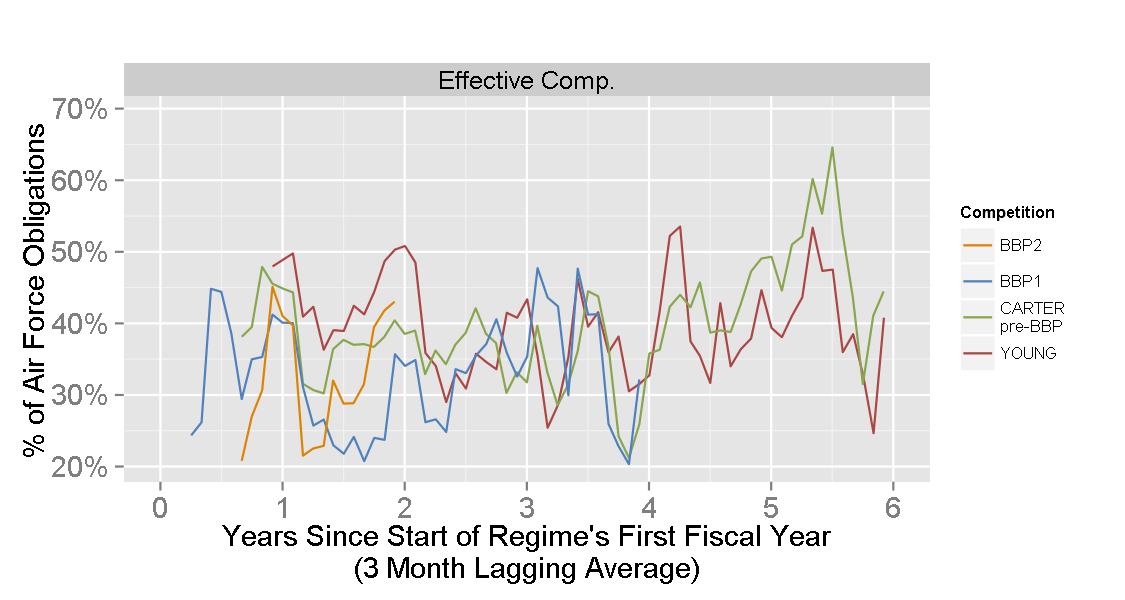 Effective Comp.
% of Air Force Obligations
70%
60%
50%
40%
30%
20%
0 1 2 3 4 5 6
Years Since Start of Regime's First Fiscal Year
(3 Month Lagging Average)
Competition
BBP2
BBP1
CARTER
pre-BBP
YOUNG